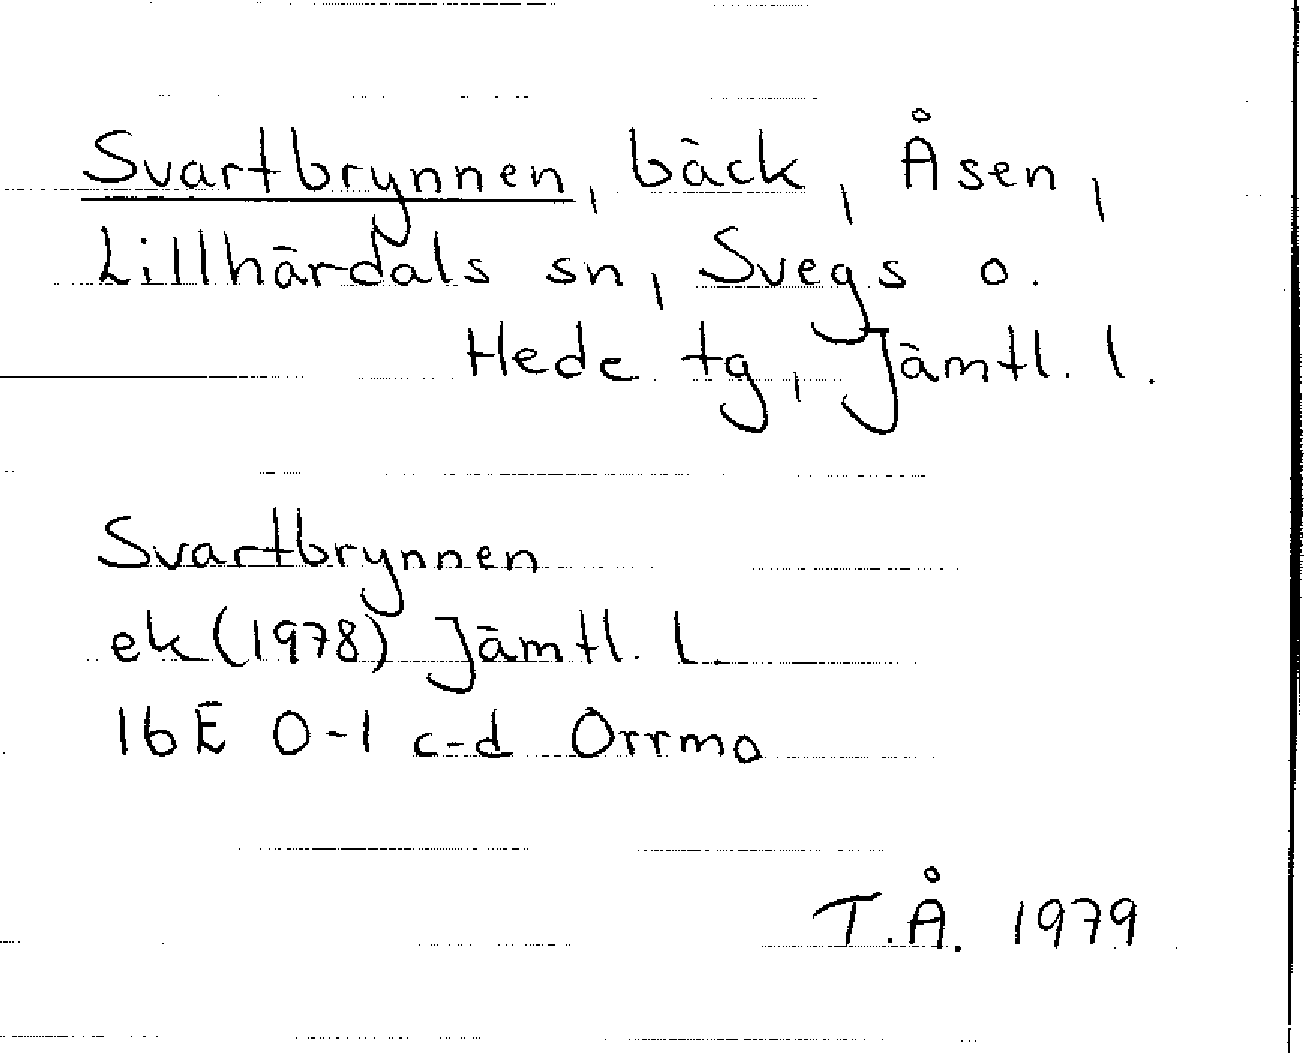 Svartbrynnen, bäck, Åsen,
Lillhärdals sn, Svegs o.
Hede tg, Jämtl. l.
Svartbrynnen
ek (1978) Jämtl. l.
16E 0-1 c-d Orrmo
T.Å. 1979